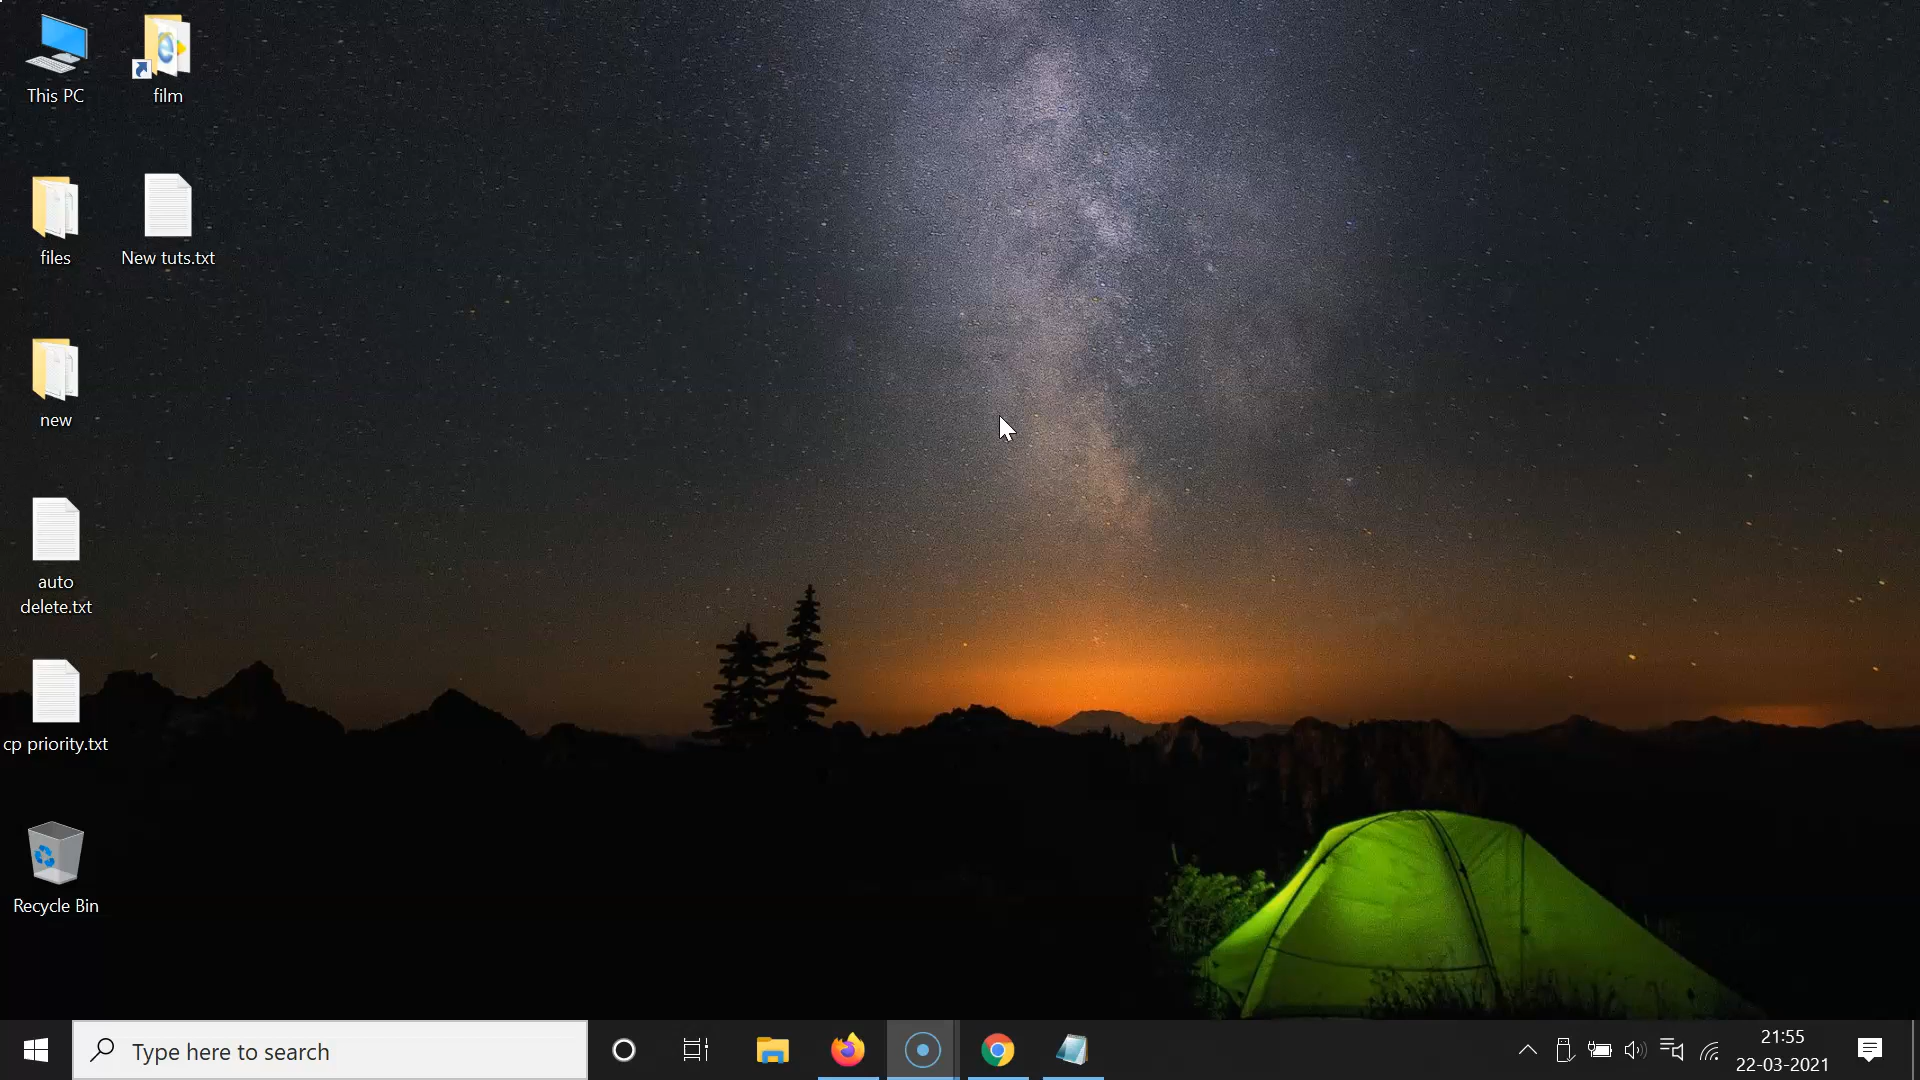 This PC
film
files
New tuts.txt
new
auto
delete.txt
cp priority.txt
Recycle Bin
Type here to search
21:55
22-03-2021